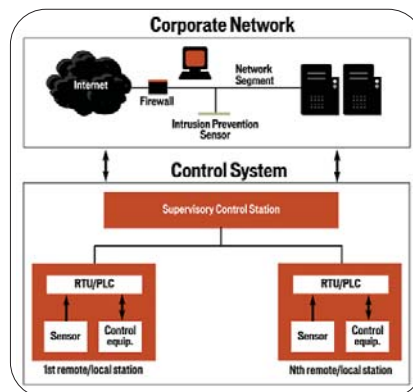 Corporate Network
Internet
Firewall
Network
Segment
Intrusion Prevention
Sensor
Control System
Supervisory Control Station
RTU/PLC
Sensor
Control
equip.
1st remote/local station
RTU/PLC
Sensor
Control
equip.
Nth remote/local station